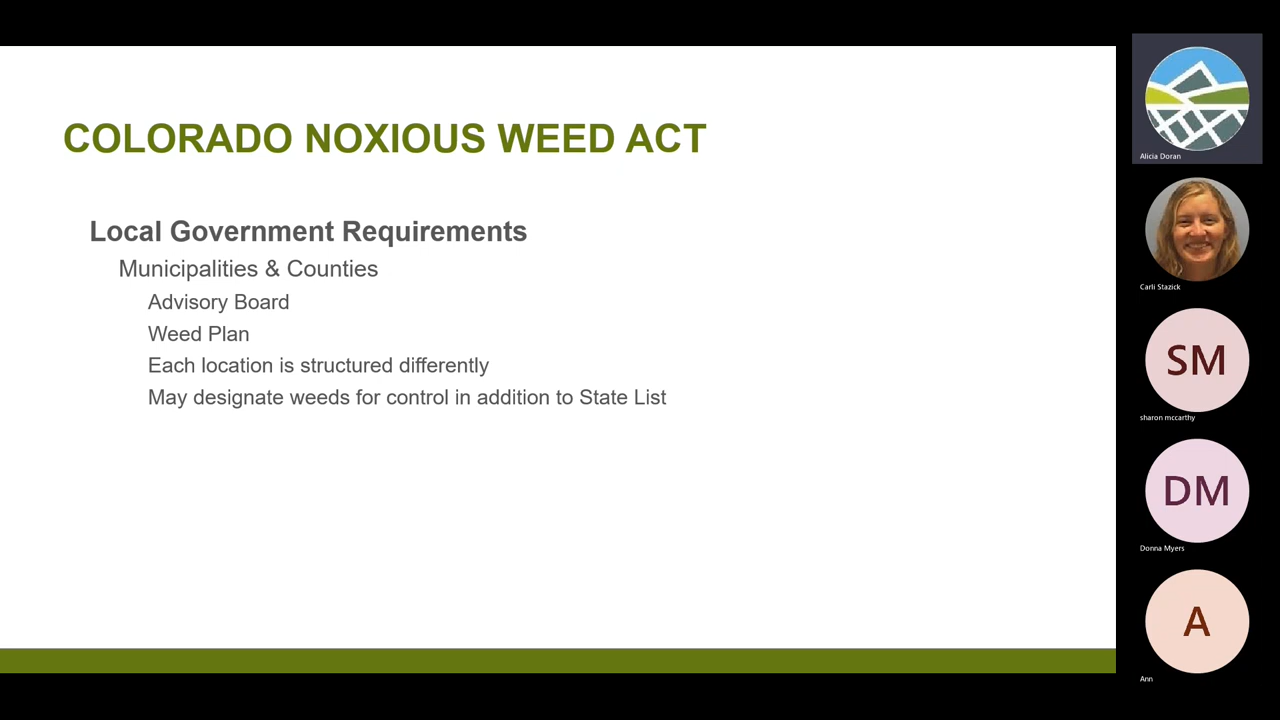 COLORADO NOXIOUS WEED ACT
Local Government Requirements
Municipalities & Counties
Advisory Board
Weed Plan
Each location is structured differently
May designate weeds for control in addition to State List
Alicia Doran
Carli Stazick
SM
sharon mccarthy
DM
Donna Myers
A
Ann